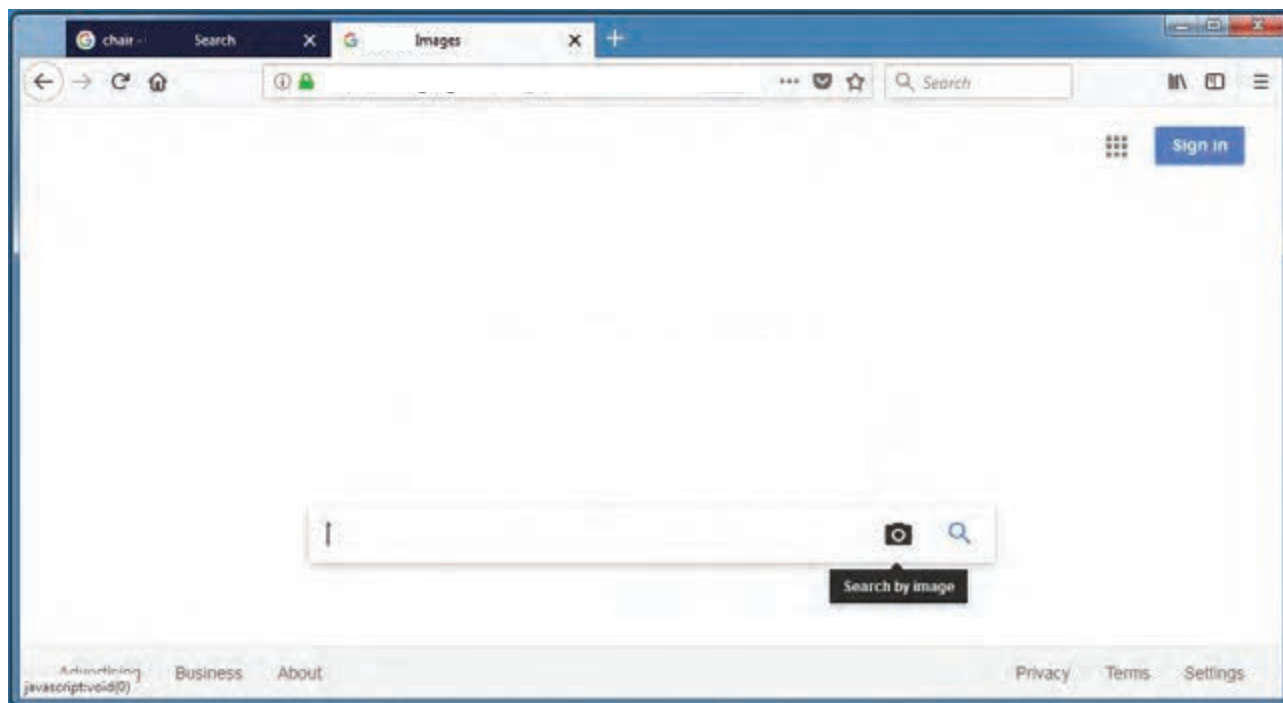 chair - Search Images
Search
Sign in
Search by image
Advertising Business About Privacy Terms Settings
javascript:void(0)